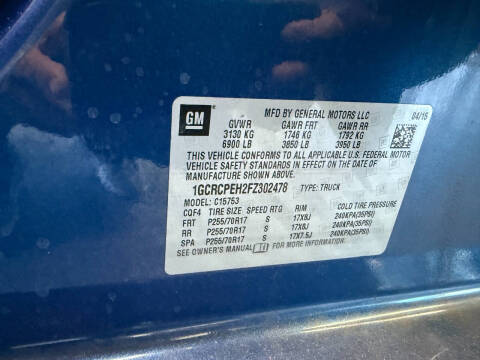 GM
MFD BY GENERAL MOTORS LLC 04/15
GVWR GAWR FRT GAWR RR
3130 KG 1746 KG 1792 KG
6900 LB 3850 LB 3950 LB
THIS VEHICLE CONFORMS TO ALL APPLICABLE U.S. FEDERAL MOTOR
VEHICLE SAFETY STANDARDS IN EFFECT ON THE DATE OF
MANUFACTURE SHOWN ABOVE.
1GCRCPEH2FZ302478 TYPE: TRUCK
MODEL: C15753
CQF4 TIRE SIZE SPEED RTG RIM COLD TIRE PRESSURE
FRT P255/70R17 S 17X8J 240KPA(35PSI)
RR P255/70R17 S 17X8J 240KPA(35PSI)
SPA P255/70R17 S 17X7.5J 240KPA(35PSI)
SEE OWNER'S MANUAL FOR MORE INFORMATION.